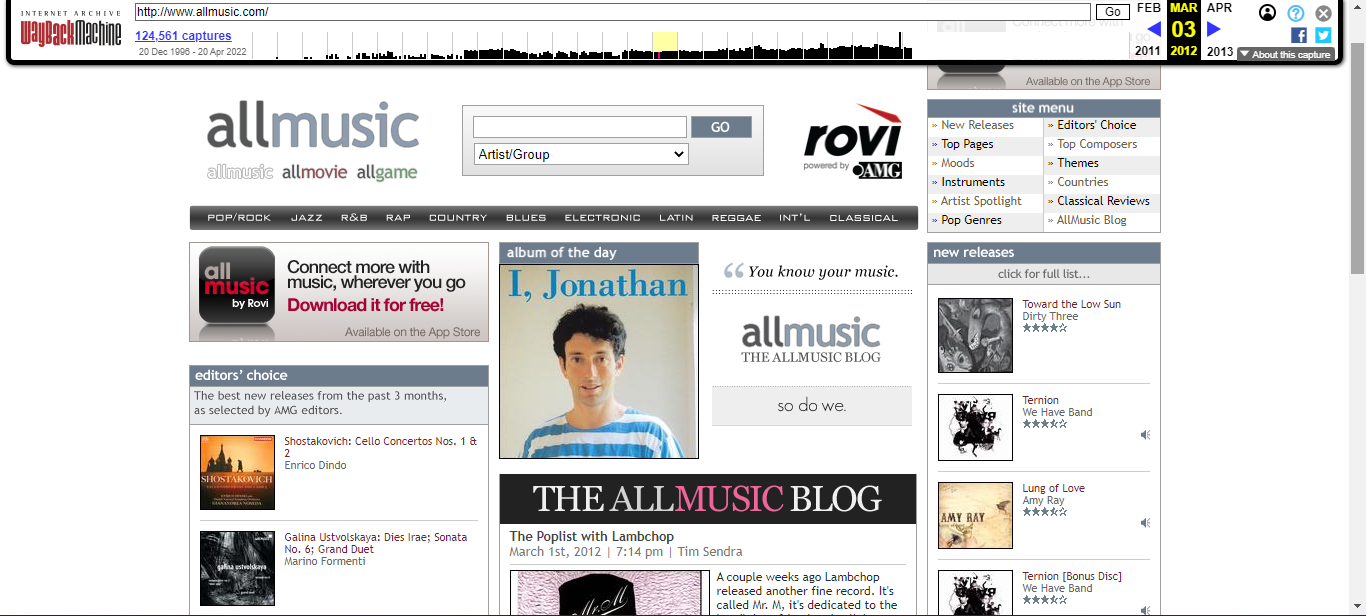 INTERNET ARCHIVE
WayBackMachine
http://www.allmusic.com/
Go
124,561 captures
20 Dec 1996 - 20 Apr 2022
FEB MAR APR
03
2011 2012 2013
About this capture
Connect more with
Available on the App Store
allmusic
allmusic allmovie allgame
GO
Artist/Group
rovi
powered by AMG
POP/ROCK JAZZ R&B RAP COUNTRY BLUES ELECTRONIC LATIN REGGAE INT'L CLASSICAL
site menu
» New Releases » Editors' Choice
» Top Pages » Top Composers
» Moods » Themes
» Instruments » Countries
» Artist Spotlight » Classical Reviews
» Pop Genres » AllMusic Blog
all
music
by Rovi
Connect more with
music, wherever you go
Download it for free!
Available on the App Store
editors' choice
The best new releases from the past 3 months,
as selected by AMG editors.
SHOSTAKOVICH
Shostakovich: Cello Concertos Nos. 1 &
2
Enrico Dindo
galina ustvolskaya
Galina Ustvolskaya: Dies Irae; Sonata
No. 6; Grand Duet
Marino Formenti
album of the day
I, Jonathan
“ You know your music.
allmusic
THE ALLMUSIC BLOG
so do we.
THE ALLMUSIC BLOG
The Poplist with Lambchop
March 1st, 2012 | 7:14 pm | Tim Sendra
Mr. M
A couple weeks ago Lambchop
released another fine record. It's
called Mr. M, it's dedicated to the
new releases
click for full list...
Toward the Low Sun
Dirty Three
Ternion
We Have Band
AMY RAY
Lung of Love
Amy Ray
Ternion [Bonus Disc]
We Have Band